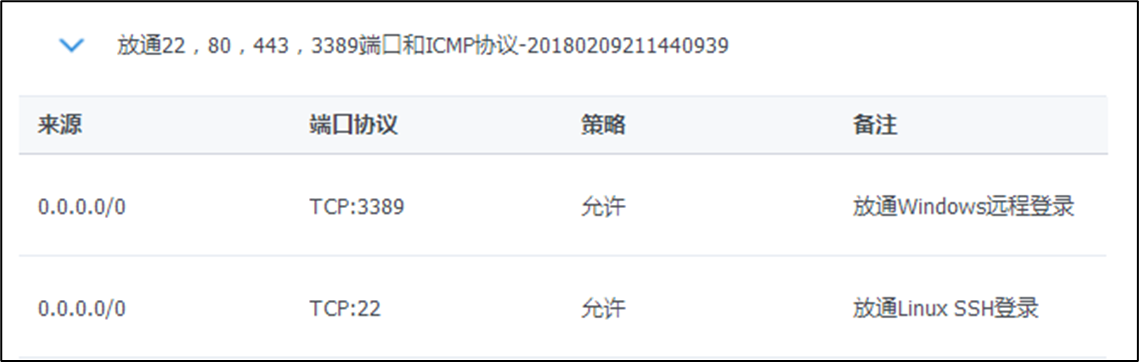 放通22，80，443，3389端口和ICMP协议-20180209211440939
来源 端口协议 策略 备注
0.0.0.0/0 TCP:3389 允许 放通Windows远程登录
0.0.0.0/0 TCP:22 允许 放通Linux SSH登录